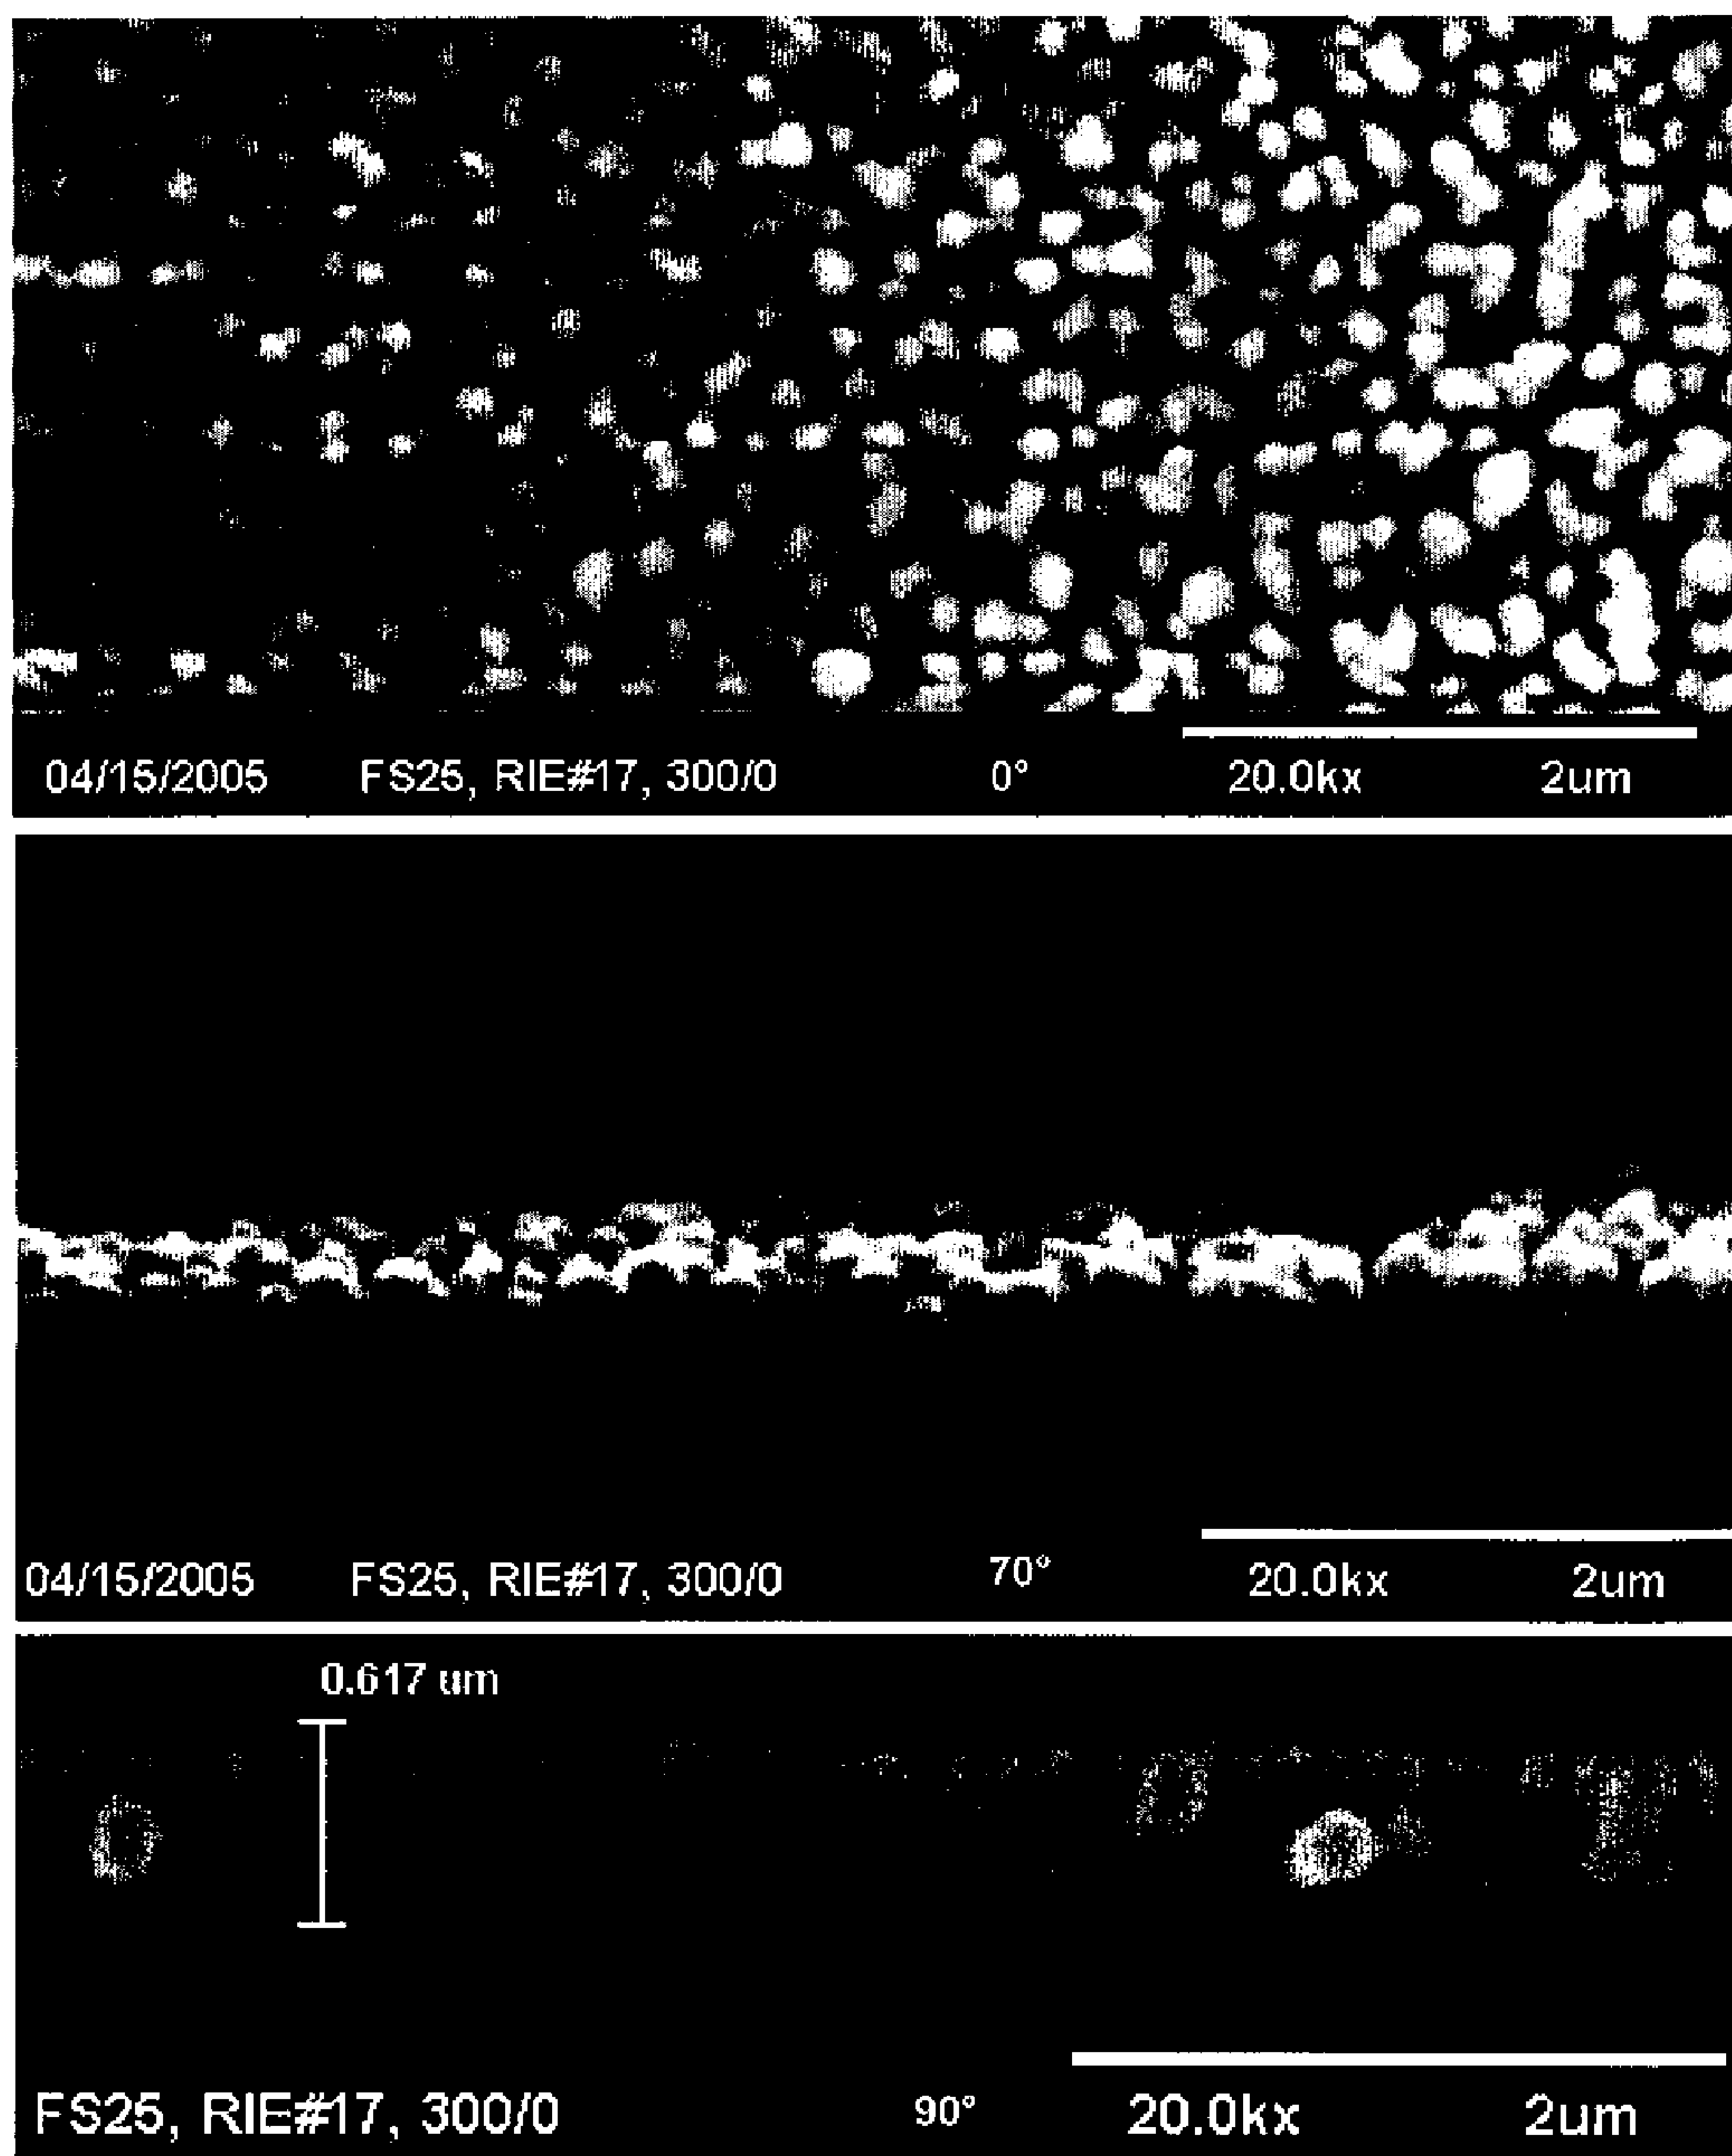 04/15/2005 FS25, RIE#17, 300/0 0° 20.0kx 2um
04/15/2005 FS25, RIE#17, 300/0 70° 20.0kx 2um
0.617 um
FS25, RIE#17, 300/0 90° 20.0kx 2um